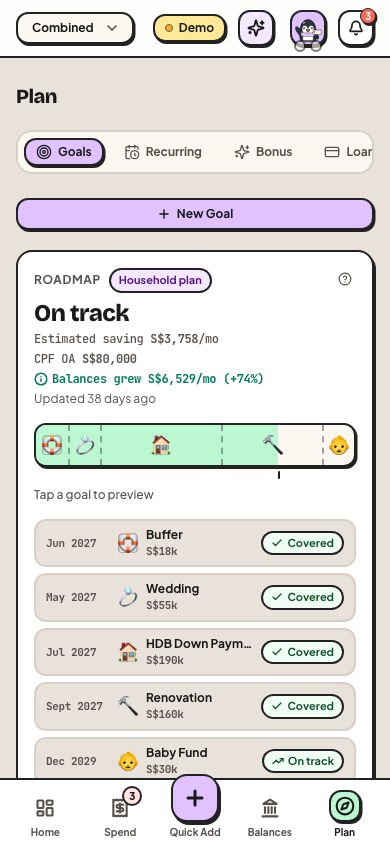 Combined
Demo
3
Plan
Goals
Recurring
Bonus
Loar
+ New Goal
ROADMAP
Household plan
On track
Estimated saving S$3,758/mo
CPF OA S$80,000
Balances grew S$6,529/mo (+74%)
Updated 38 days ago
Tap a goal to preview
Jun 2027
Buffer
S$18k
Covered
May 2027
Wedding
S$55k
Covered
Jul 2027
HDB Down Paym...
S$190k
Covered
Sept 2027
Renovation
S$160k
Covered
Dec 2029
Baby Fund
S$30k
On track
3
Home
Spend
Quick Add
Balances
Plan